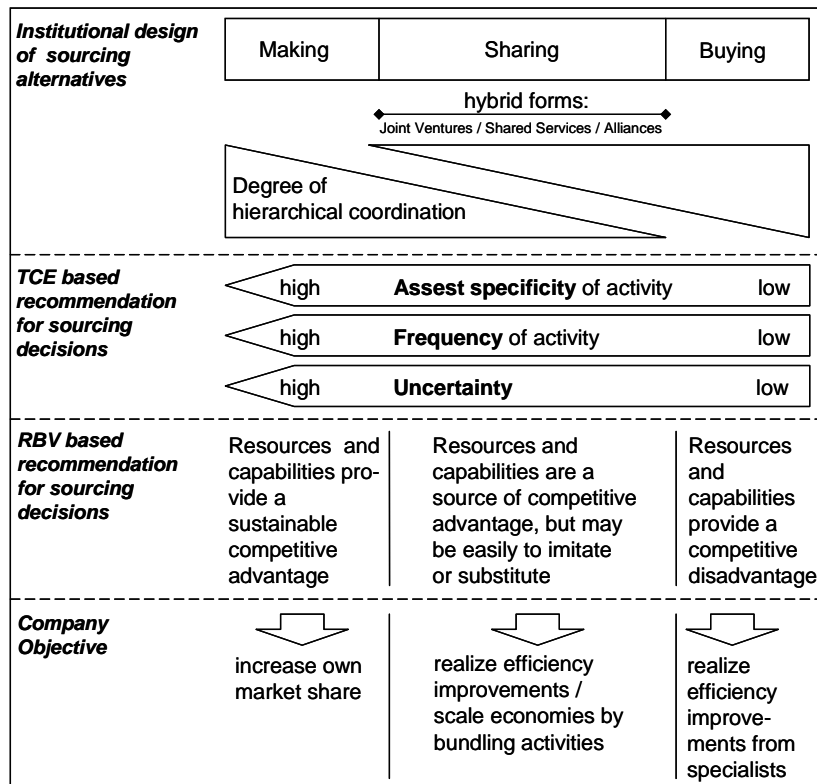 Institutional design
of sourcing
alternatives
Making
Sharing
Buying
hybrid forms:
Joint Ventures / Shared Services / Alliances
Degree of
hierarchical coordination
TCE based
recommendation
for sourcing
decisions
high Assest specificity of activity low
high Frequency of activity low
high Uncertainty low
RBV based
recommendation
for sourcing
decisions
Resources and
capabilities pro-
vide a
sustainable
competitive
advantage
Resources and
capabilities are a
source of competitive
advantage, but may
be easily to imitate
or substitute
Resources
and
capabilities
provide a
competitive
disadvantage
Company
Objective
increase own
market share
realize efficiency
improvements /
scale economies by
bundling activities
realize
efficiency
improve-
ments from
specialists